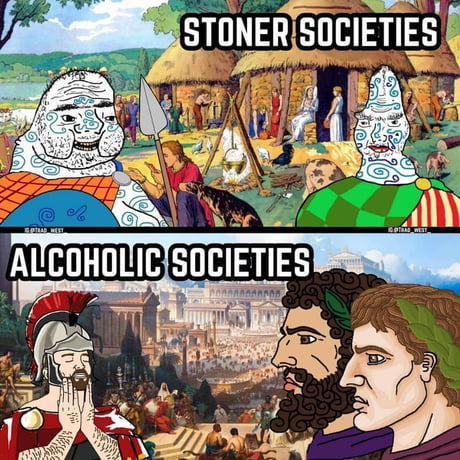 STONER SOCIETIES
IG:@TRAD_WEST_
IG:@TRAD_WEST_
ALCOHOLIC SOCIETIES